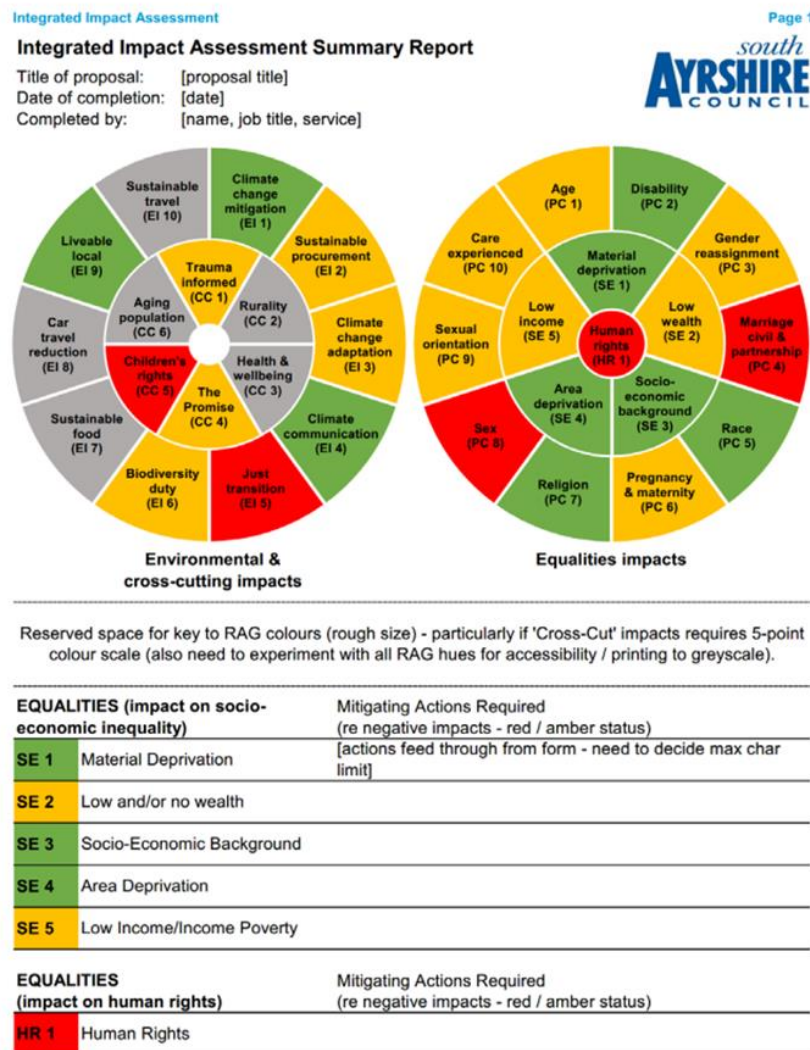 Integrated Impact Assessment
Page 1
Integrated Impact Assessment Summary Report
south
AYRSHIRE
COUNCIL
Title of proposal: [proposal title]
Date of completion: [date]
Completed by: [name, job title, service]
Climate
change
mitigation
(EI 1)
Sustainable
procurement
(EI 2)
Climate
change
adaptation
(EI 3)
Climate
communication
(EI 4)
Just
transition
(EI 5)
Biodiversity
duty
(EI 6)
Sustainable
food
(EI 7)
Car
travel
reduction
(EI 8)
Liveable
local
(EI 9)
Sustainable
travel
(EI 10)
Trauma
informed
(CC 1)
Rurality
(CC 2)
Health &
wellbeing
(CC 3)
The
Promise
(CC 4)
Children's
rights
(CC 5)
Aging
population
(CC 6)
Environmental &
cross-cutting impacts
Age
(PC 1)
Disability
(PC 2)
Gender
reassignment
(PC 3)
Marriage
civil &
partnership
(PC 4)
Race
(PC 5)
Pregnancy
& maternity
(PC 6)
Religion
(PC 7)
Sex
(PC 8)
Sexual
orientation
(PC 9)
Care
experienced
(PC 10)
Material
deprivation
(SE 1)
Low
wealth
(SE 2)
Socio-
economic
background
(SE 3)
Area
deprivation
(SE 4)
Low
income
(SE 5)
Human
rights
(HR 1)
Equalities impacts
Reserved space for key to RAG colours (rough size) - particularly if 'Cross-Cut' impacts requires 5-point
colour scale (also need to experiment with all RAG hues for accessibility / printing to greyscale).
EQUALITIES (impact on socio-
economic inequality)
Mitigating Actions Required
(re negative impacts - red / amber status)
SE 1 Material Deprivation
[actions feed through from form - need to decide max char
limit]
SE 2 Low and/or no wealth
SE 3 Socio-Economic Background
SE 4 Area Deprivation
SE 5 Low Income/Income Poverty
EQUALITIES
(impact on human rights)
Mitigating Actions Required
(re negative impacts - red / amber status)
HR 1 Human Rights